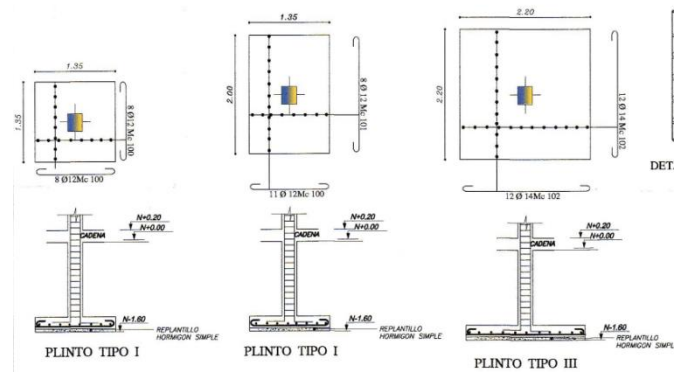 1.35
1.35
8 Ø12 Mc 100
8 Ø12Mc 100
N+0.20
N+0.00
CADENA
N-1.60
REPLANTILLO
HORMIGON SIMPLE
PLINTO TIPO I
1.35
2.00
8 Ø 12 Mc 101
11 Ø 12Mc 100
N+0.20
N+0.00
CADENA
N-1.60
REPLANTILLO
HORMIGON SIMPLE
PLINTO TIPO I
2.20
2.20
12 Ø 14 Mc 102
12 Ø 14Mc 102
N+0.20
N+0.00
CADENA
N-1.60
REPLANTILLO
HORMIGON SIMPL
PLINTO TIPO III
DET